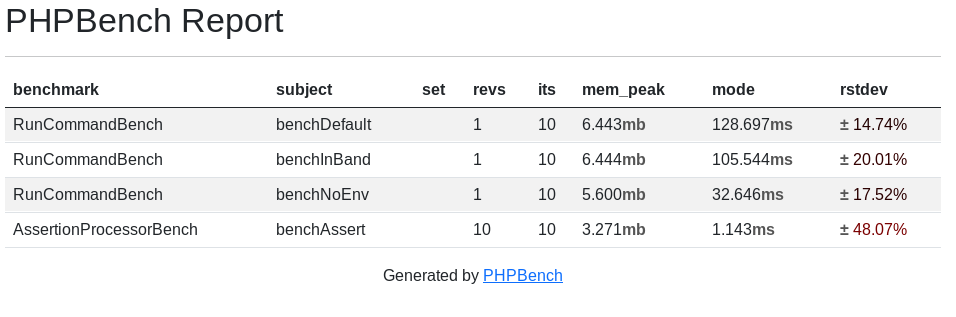 PHPBench Report
benchmark subject set revs its mem_peak mode rstdev
RunCommandBench benchDefault 1 10 6.443mb 128.697ms ± 14.74%
RunCommandBench benchInBand 1 10 6.444mb 105.544ms ± 20.01%
RunCommandBench benchNoEnv 1 10 5.600mb 32.646ms ± 17.52%
AssertionProcessorBench benchAssert 10 10 3.271mb 1.143ms ± 48.07%
Generated by PHPBench